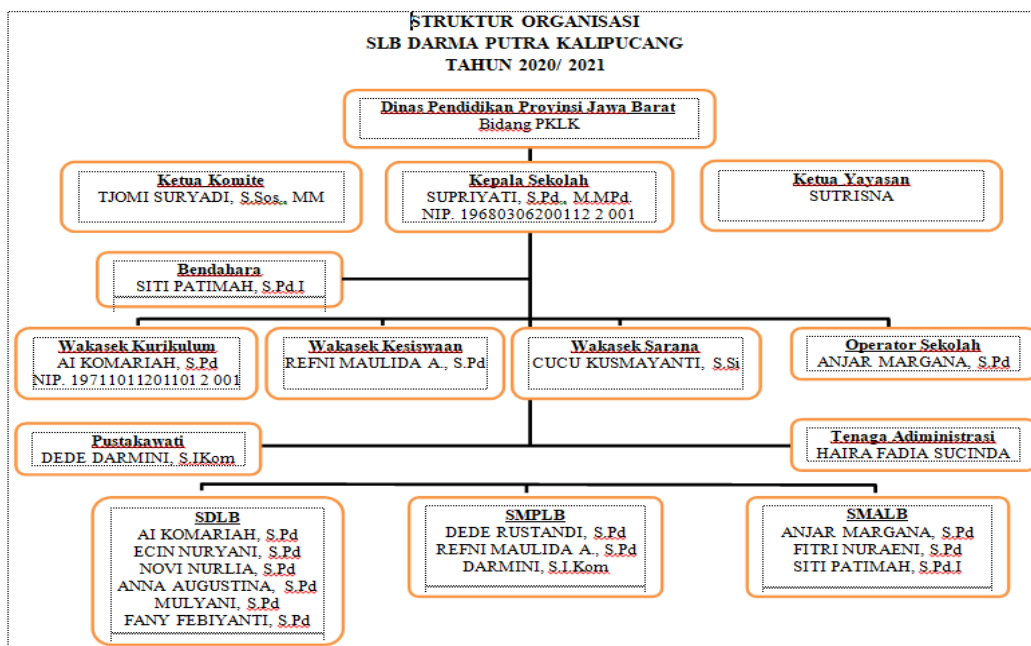 STRUKTUR ORGANISASI
SLB DARMA PUTRA KALIPUCANG
TAHUN 2020/ 2021
Dinas Pendidikan Provinsi Jawa Barat
Bidang PKLK
Ketua Komite
TJOMI SURYADI, S.Sos., MM
Kepala Sekolah
SUPRIYATI, S.Pd., M.MPd.
NIP. 19680306200112 2 001
Ketua Yayasan
SUTRISNA
Bendahara
SITI PATIMAH, S.Pd.I
Wakasek Kurikulum
AI KOMARIAH, S.Pd
NIP. 19711011201101 2 001
Wakasek Kesiswaan
REFNI MAULIDA A., S.Pd
Wakasek Sarana
CUCU KUSMAYANTI, S.Si
Operator Sekolah
ANJAR MARGANA, S.Pd
Pustakawati
DEDE DARMINI, S.IKom
Tenaga Adiministrasi
HAIRA FADIA SUCINDA
SDLB
AI KOMARIAH, S.Pd
ECIN NURYANI, S.Pd
NOVI NURLIA, S.Pd
ANNA AUGUSTINA, S.Pd
MULYANI, S.Pd
FANY FEBIYANTI, S.Pd
SMPLB
DEDE RUSTANDI, S.Pd
REFNI MAULIDA A., S.Pd
DARMINI, S.I.Kom
SMALB
ANJAR MARGANA, S.Pd
FITRI NURAENI, S.Pd
SITI PATIMAH, S.Pd.I